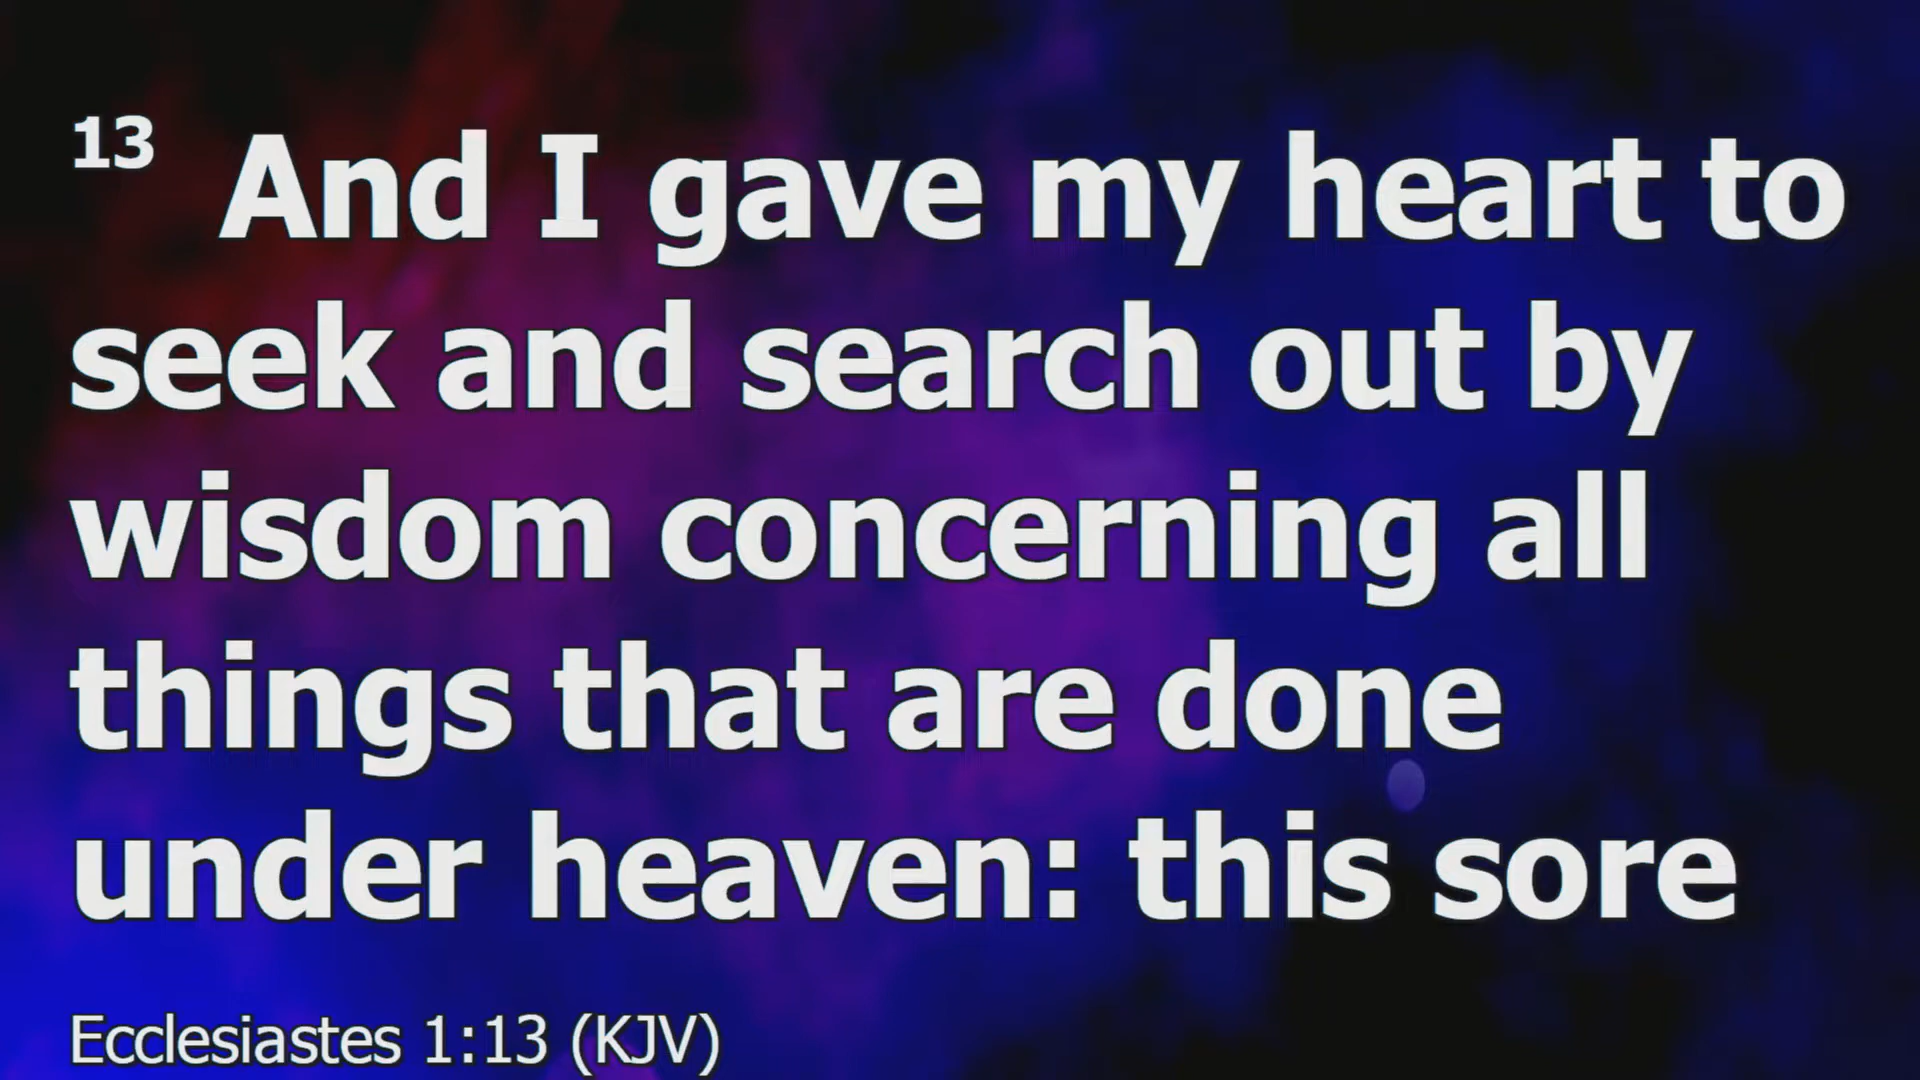 13 And I gave my heart to
seek and search out by
wisdom concerning all
things that are done
under heaven: this sore
Ecclesiastes 1:13 (KJV)